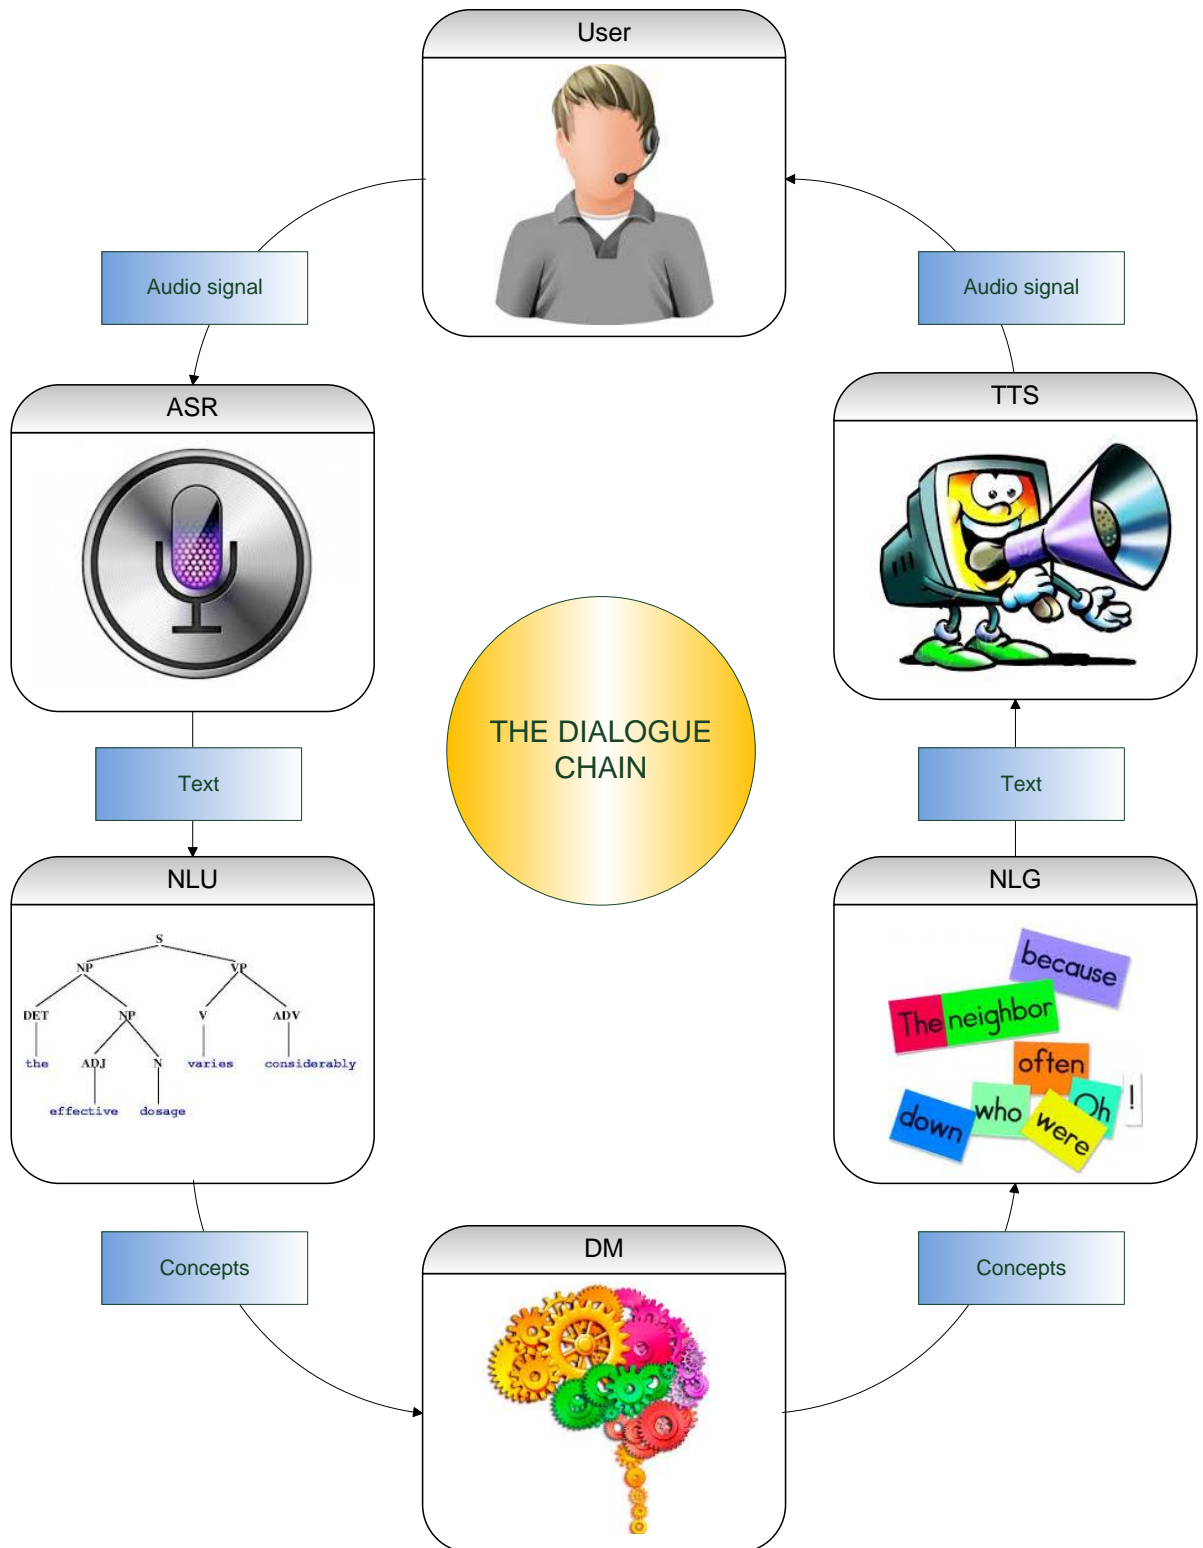 User
Audio signal
Audio signal
ASR
TTS
THE DIALOGUE
CHAIN
Text
Text
NLU
NLG
S
NP VP
DET NP V ADV
the ADJ N varies considerably
effective dosage
because
The neighbor
often
down who were Oh !
Concepts
DM
Concepts